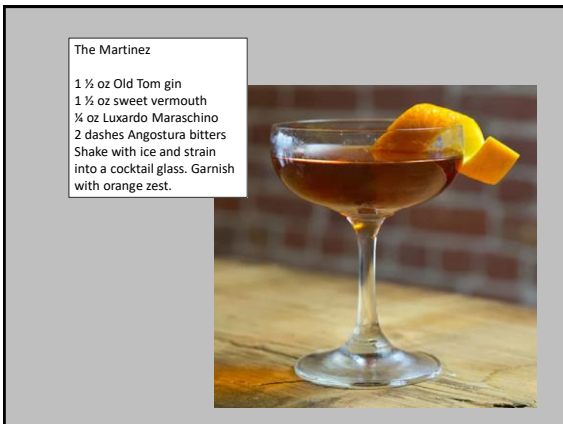 The Martinez
1 ½ oz Old Tom gin
1 ½ oz sweet vermouth
¼ oz Luxardo Maraschino
2 dashes Angostura bitters
Shake with ice and strain
into a cocktail glass. Garnish
with orange zest.